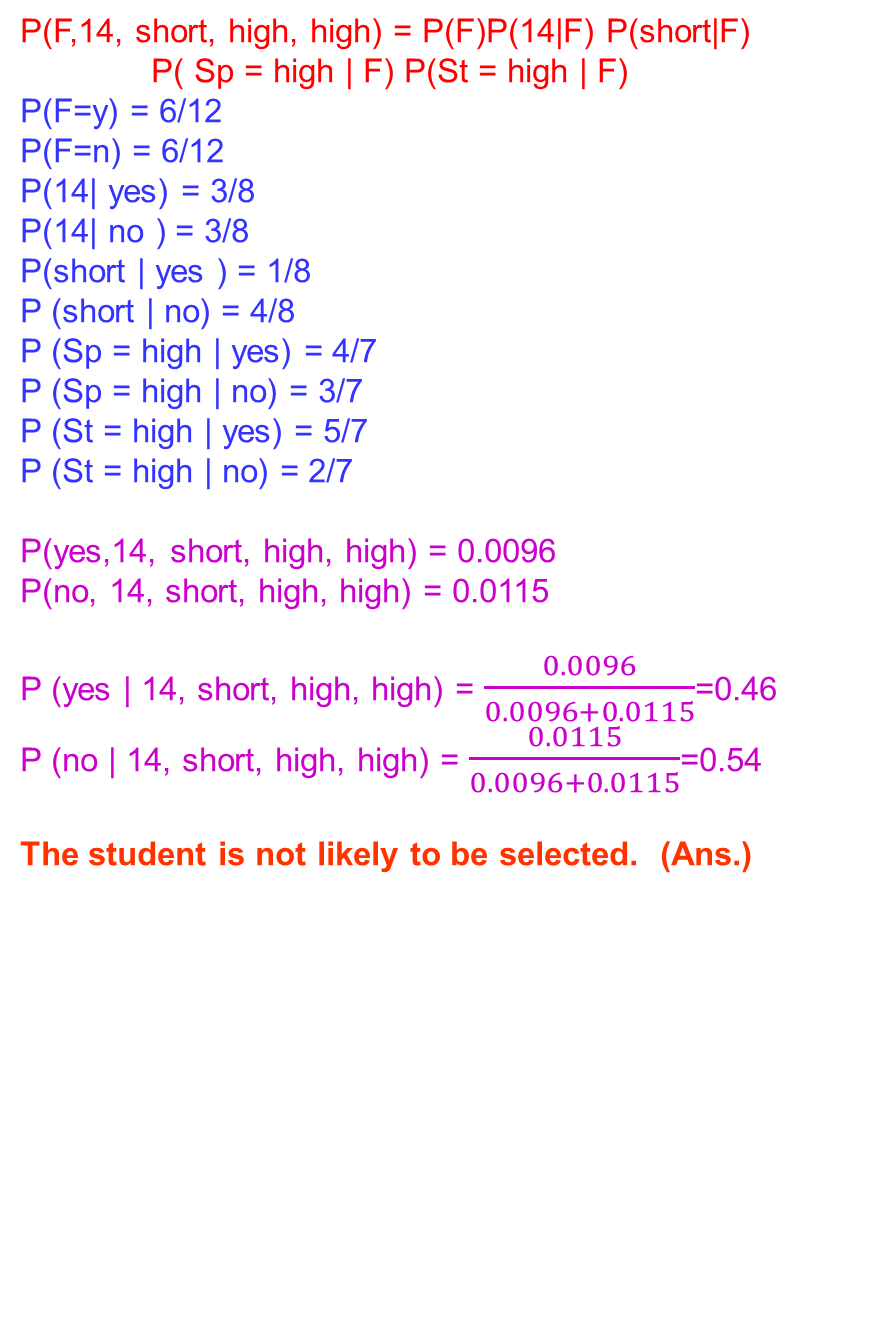 P(F,14, short, high, high) = P(F)P(14|F) P(short|F)
P( Sp = high | F) P(St = high | F)
P(F=y) = 6/12
P(F=n) = 6/12
P(14| yes) = 3/8
P(14| no ) = 3/8
P(short | yes ) = 1/8
P (short | no) = 4/8
P (Sp = high | yes) = 4/7
P (Sp = high | no) = 3/7
P (St = high | yes) = 5/7
P (St = high | no) = 2/7
P(yes,14, short, high, high) = 0.0096
P(no, 14, short, high, high) = 0.0115
P (yes | 14, short, high, high) = 0.0096 / 0.0096+0.0115 =0.46
P (no | 14, short, high, high) = 0.0115 / 0.0096+0.0115 =0.54
The student is not likely to be selected. (Ans.)